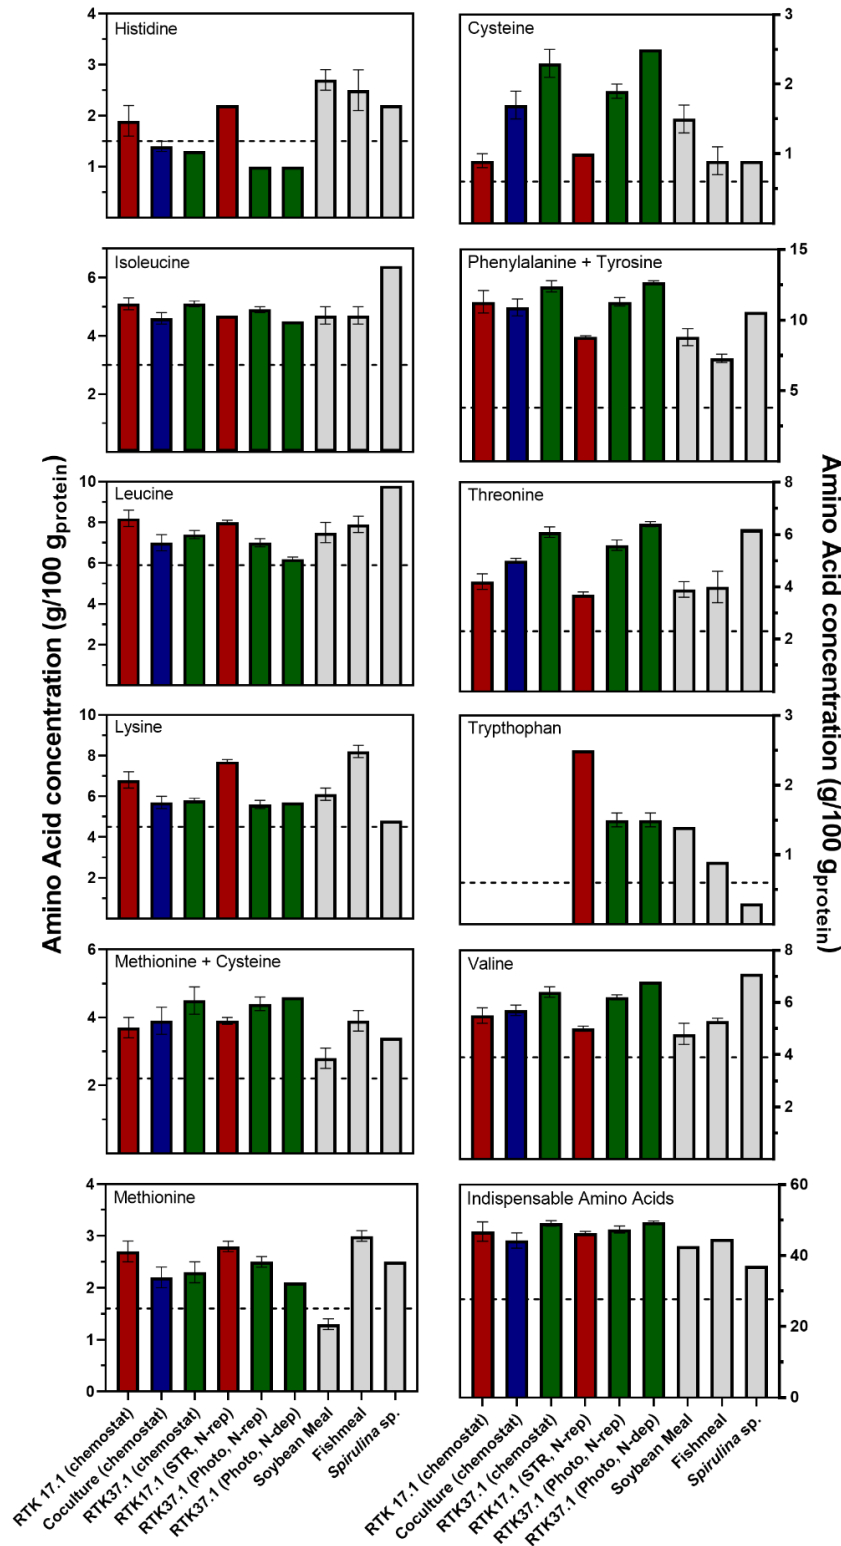 Histidine
4
3
2
1
0
Cysteine
3
2
1
Isoleucine
6
4
2
Phenylalanine + Tyrosine
15
10
5
Leucine
10
8
6
4
2
Threonine
8
6
4
2
Lysine
10
8
6
4
2
Trypthophan
3
2
1
Methionine + Cysteine
6
4
2
Valine
8
6
4
2
Methionine
4
3
2
1
0
Indispensable Amino Acids
60
40
20
0
Amino Acid concentration (g/100 gprotein)
Amino Acid concentration (g/100 gprotein)
RTK 17.1 (chemostat)
Coculture (chemostat)
RTK37.1 (chemostat)
RTK17.1 (STR, N-rep)
RTK37.1 (Photo, N-rep)
RTK37.1 (Photo, N-dep)
Soybean Meal
Fishmeal
Spirulina sp.
RTK 17.1 (chemostat)
Coculture (chemostat)
RTK37.1 (chemostat)
RTK17.1 (STR, N-rep)
RTK37.1 (Photo, N-rep)
RTK37.1 (Photo, N-dep)
Soybean Meal
Fishmeal
Spirulina sp.